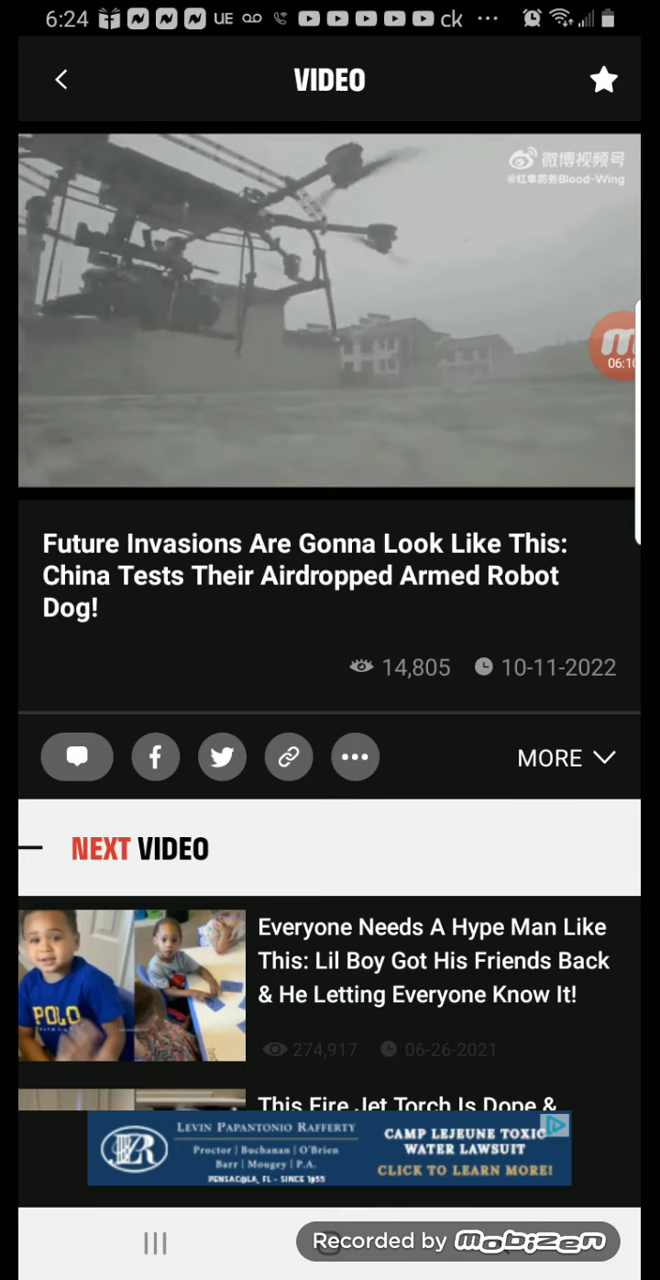 6:24 UE ck ...
VIDEO
微博视频号
@红隼防务Blood-Wing
06:10
Future Invasions Are Gonna Look Like This:
China Tests Their Airdropped Armed Robot
Dog!
14,805 10-11-2022
MORE
NEXT VIDEO
POLO
Everyone Needs A Hype Man Like
This: Lil Boy Got His Friends Back
& He Letting Everyone Know It!
274,917 06-26-2021
This Fire Jet Torch Is Dope &
LEVIN PAPANTONIO RAFFERTY
Proctor | Buchanan | O'Brien
Barr | Mougey | P.A.
PENSACOLA, FL - SINCE 1955
CAMP LEJEUNE TOXIC
WATER LAWSUIT
CLICK TO LEARN MORE!
Recorded by mobizen